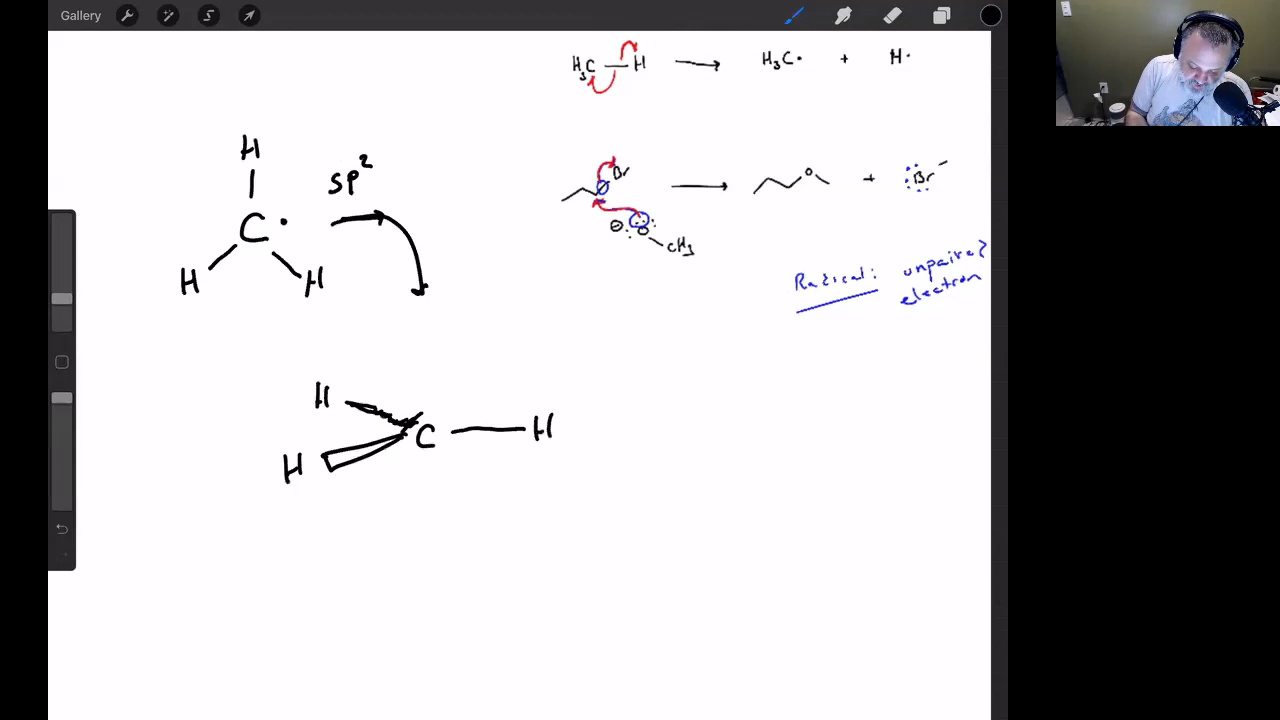 Gallery
H₃C — H → H₃C• + H•
H
sp²
C•
H H
Br
O
+ Br −
⊖ : O
CH₃
Radical: unpaired
electron
H
C — H
H